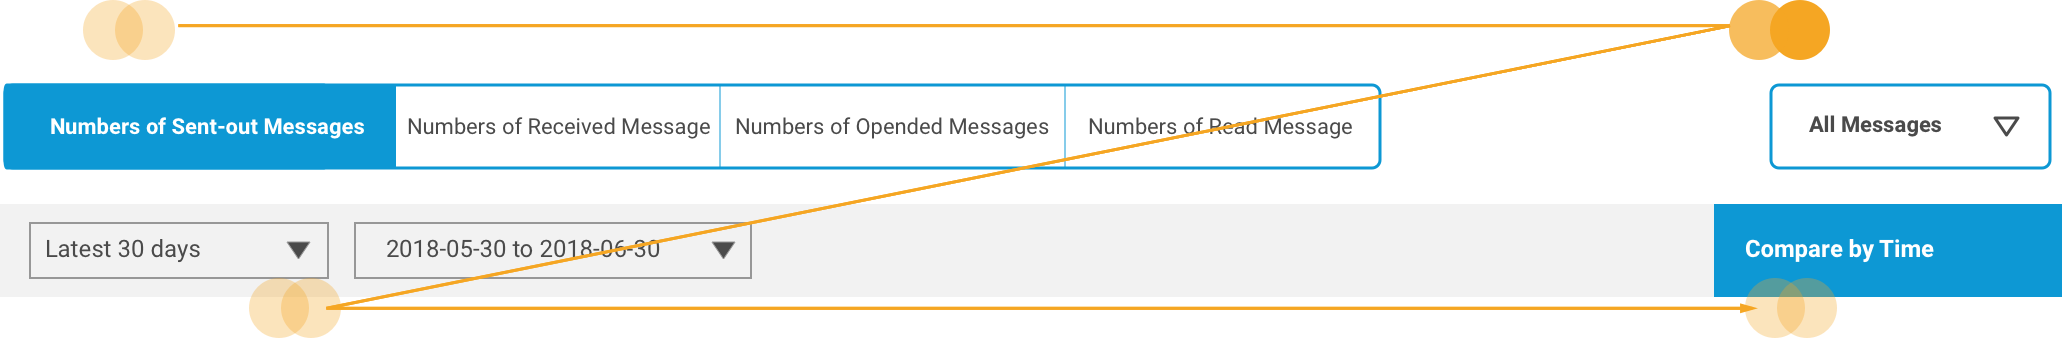 Numbers of Sent-out Messages
Numbers of Received Message
Numbers of Opended Messages
Numbers of Read Message
All Messages
Latest 30 days
2018-05-30 to 2018-06-30
Compare by Time